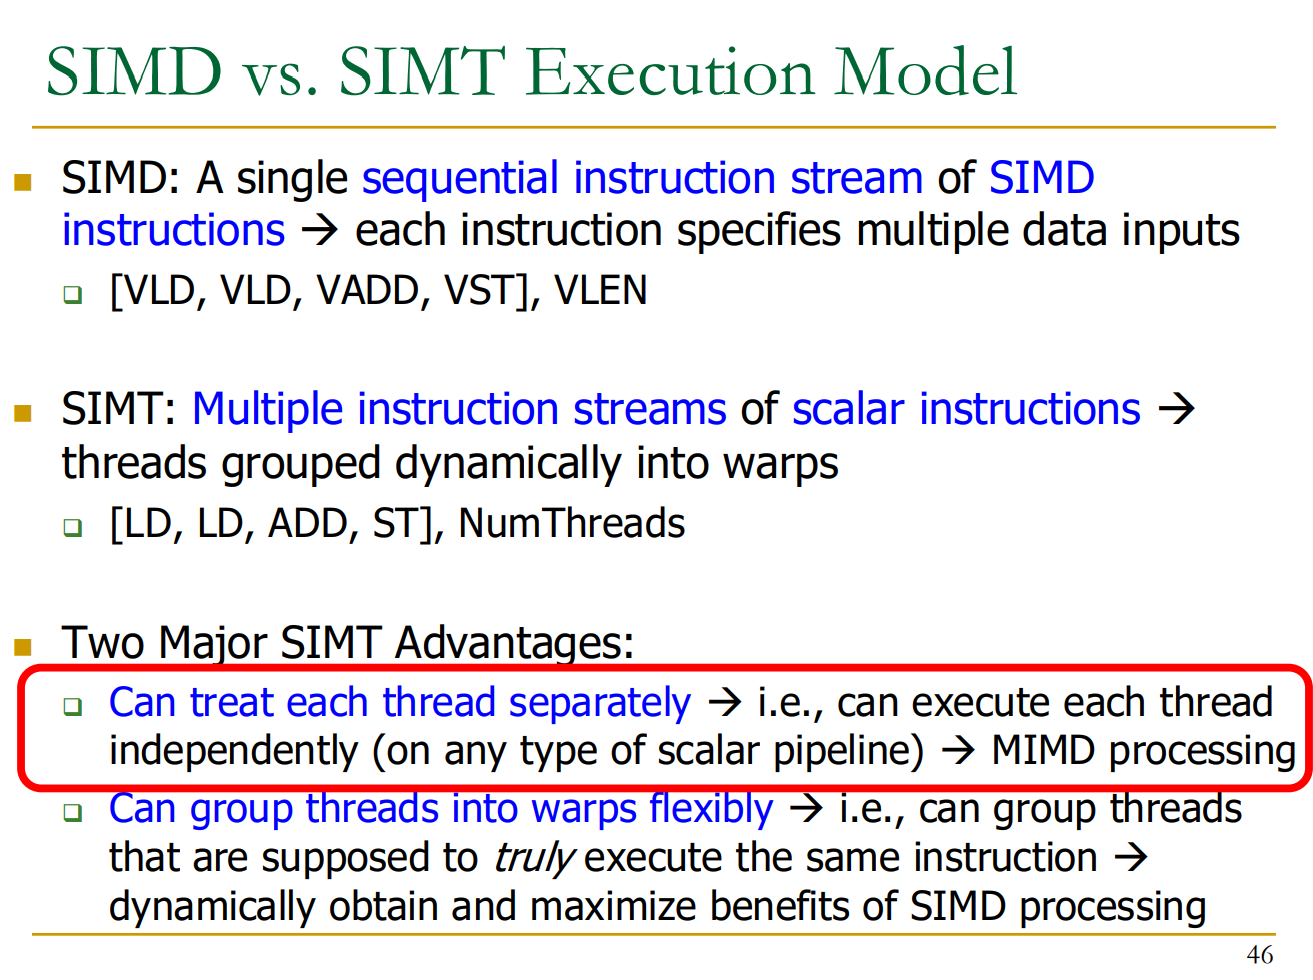 SIMD vs. SIMT Execution Model
SIMD: A single sequential instruction stream of SIMD
instructions → each instruction specifies multiple data inputs
[VLD, VLD, VADD, VST], VLEN
SIMT: Multiple instruction streams of scalar instructions →
threads grouped dynamically into warps
[LD, LD, ADD, ST], NumThreads
Two Major SIMT Advantages:
Can treat each thread separately → i.e., can execute each thread
independently (on any type of scalar pipeline) → MIMD processing
Can group threads into warps flexibly → i.e., can group threads
that are supposed to truly execute the same instruction →
dynamically obtain and maximize benefits of SIMD processing
46